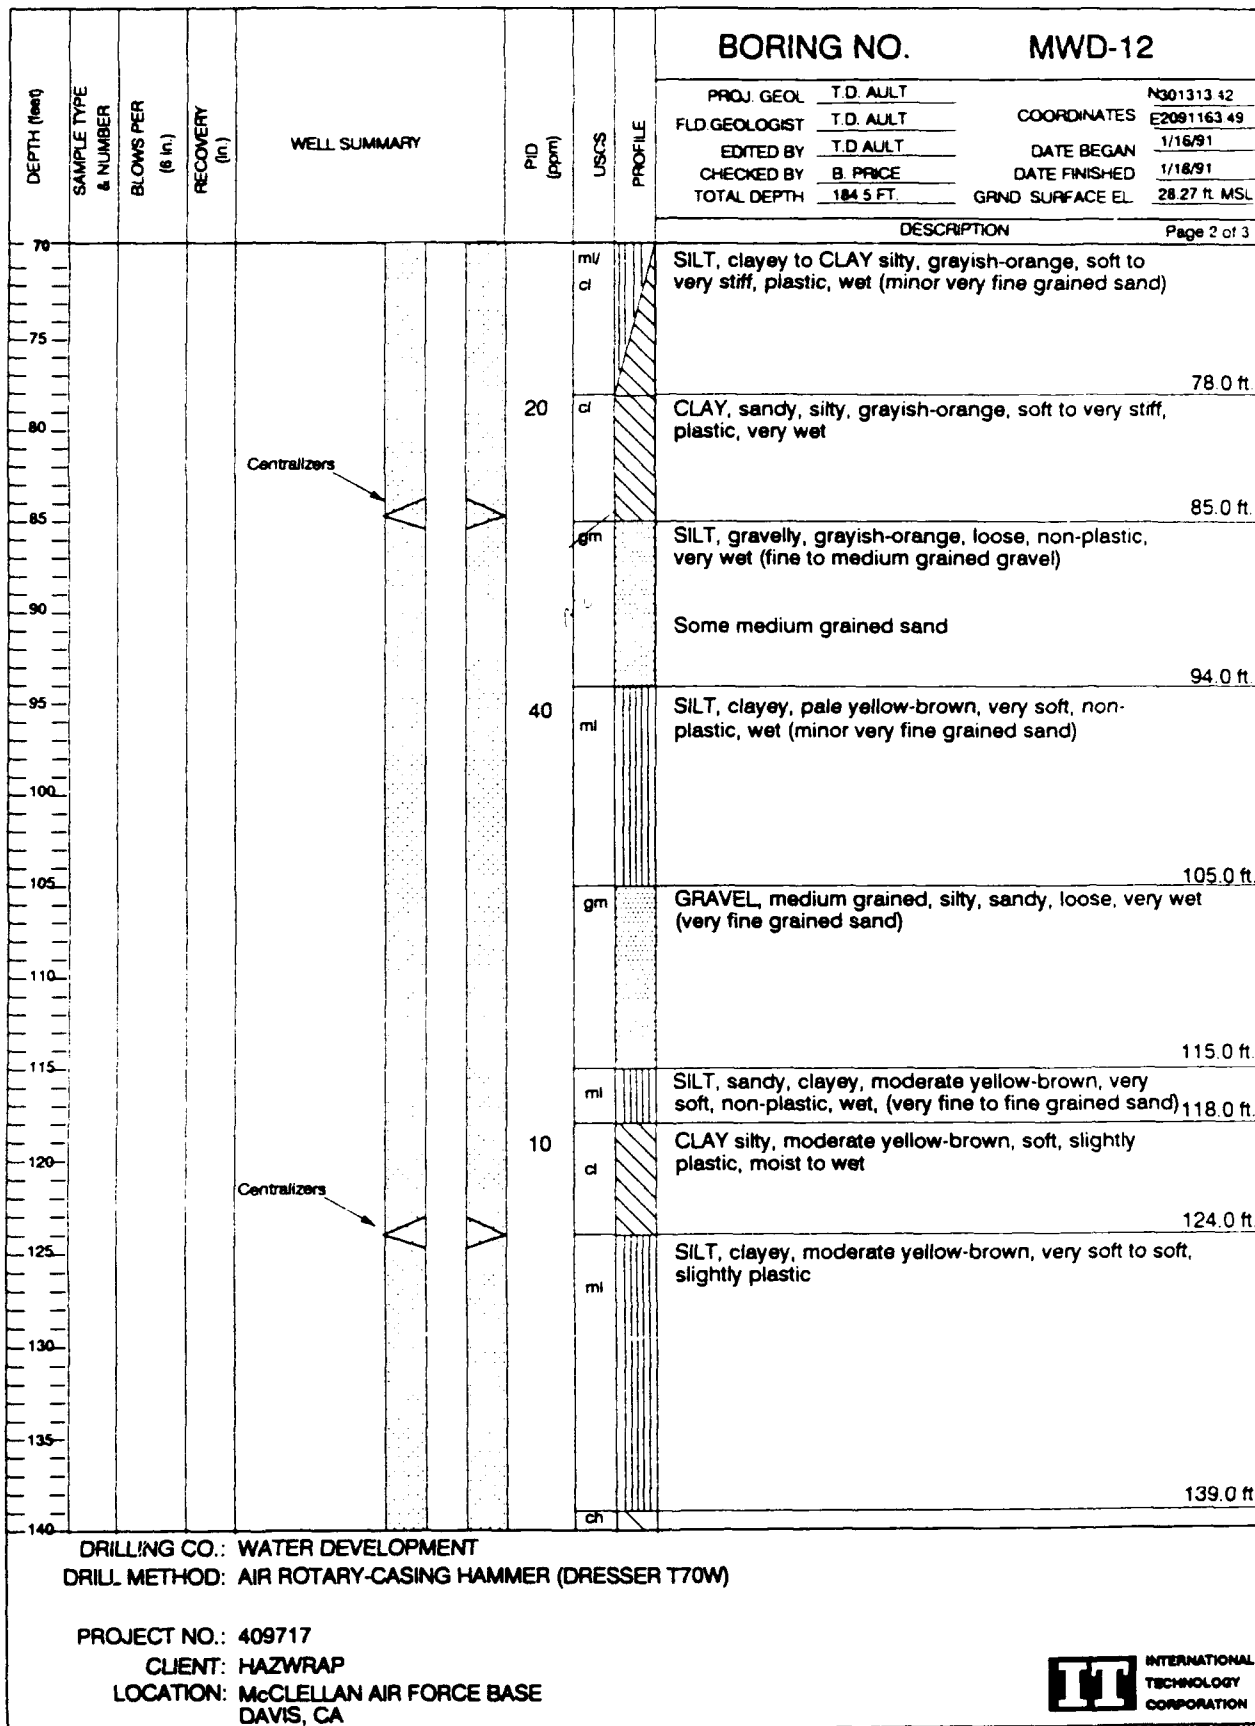 BORING NO. MWD-12
PROJ. GEOL T.D. AULT
FLD.GEOLOGIST T.D. AULT
EDITED BY T.D AULT
CHECKED BY B. PRICE
TOTAL DEPTH 184 5 FT.
COORDINATES N301313 42
E2091163 49
DATE BEGAN 1/16/91
DATE FINISHED 1/18/91
GRND SURFACE EL 28.27 ft. MSL
DEPTH (feet)
SAMPLE TYPE
& NUMBER
BLOWS PER
(6 in.)
RECOVERY
(in.)
WELL SUMMARY
PID
(ppm)
USCS
PROFILE
DESCRIPTION Page 2 of 3
70
ml/
cl
SILT, clayey to CLAY silty, grayish-orange, soft to
very stiff, plastic, wet (minor very fine grained sand)
75
78.0 ft.
20 cl CLAY, sandy, silty, grayish-orange, soft to very stiff,
plastic, very wet
80
Centralizers
85.0 ft.
85
gm SILT, gravelly, grayish-orange, loose, non-plastic,
very wet (fine to medium grained gravel)
90
Some medium grained sand
94.0 ft.
95
40 ml SILT, clayey, pale yellow-brown, very soft, non-
plastic, wet (minor very fine grained sand)
100
105.0 ft.
105
gm GRAVEL, medium grained, silty, sandy, loose, very wet
(very fine grained sand)
110
115.0 ft.
115
ml SILT, sandy, clayey, moderate yellow-brown, very
soft, non-plastic, wet, (very fine to fine grained sand) 118.0 ft.
10 cl CLAY silty, moderate yellow-brown, soft, slightly
plastic, moist to wet
120
Centralizers
124.0 ft.
125
ml SILT, clayey, moderate yellow-brown, very soft to soft,
slightly plastic
130
135
139.0 ft
ch
140
DRILLING CO.: WATER DEVELOPMENT
DRILL METHOD: AIR ROTARY-CASING HAMMER (DRESSER T70W)
PROJECT NO.: 409717
CLIENT: HAZWRAP
LOCATION: McCLELLAN AIR FORCE BASE
DAVIS, CA
IT INTERNATIONAL
TECHNOLOGY
CORPORATION